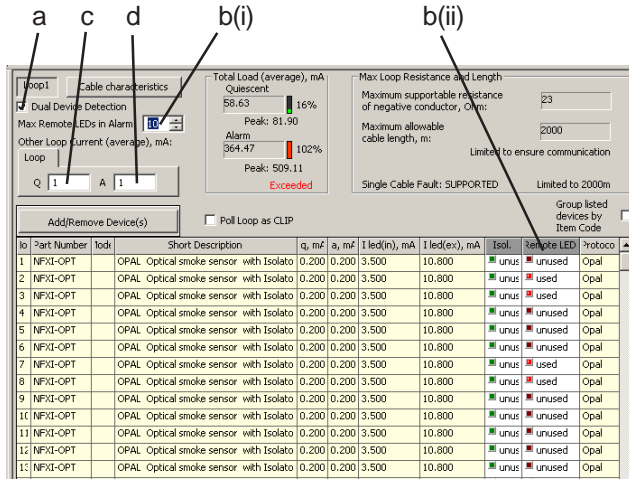 a c d b(i) b(ii)
Loop1 Cable characteristics
Dual Device Detection
Max Remote LEDs in Alarm 10
Other Loop Current (average), mA:
Loop
Q 1 A 1
Total Load (average), mA
Quiescent
58.63 16%
Peak: 81.90
Alarm
364.47 102%
Peak: 509.11
Exceeded
Max Loop Resistance and Length
Maximum supportable resistance
of negative conductor, Ohm: 23
Maximum allowable
cable length, m: 2000
Limited to ensure communication
Single Cable Fault: SUPPORTED Limited to 2000m
Add/Remove Device(s) Poll Loop as CLIP
Group listed
devices by
Item Code
Part Number Short Description q, mA a, mA I led(in), mA I led(ex), mA Isol. Remote LED Protoco
1 NFXI-OPT OPAL Optical smoke sensor with Isolato 0.200 0.200 3.500 10.800 unus unused Opal
2 NFXI-OPT OPAL Optical smoke sensor with Isolato 0.200 0.200 3.500 10.800 unus used Opal
3 NFXI-OPT OPAL Optical smoke sensor with Isolato 0.200 0.200 3.500 10.800 unus used Opal
4 NFXI-OPT OPAL Optical smoke sensor with Isolato 0.200 0.200 3.500 10.800 unus unused Opal
5 NFXI-OPT OPAL Optical smoke sensor with Isolato 0.200 0.200 3.500 10.800 unus unused Opal
6 NFXI-OPT OPAL Optical smoke sensor with Isolato 0.200 0.200 3.500 10.800 unus unused Opal
7 NFXI-OPT OPAL Optical smoke sensor with Isolato 0.200 0.200 3.500 10.800 unus used Opal
8 NFXI-OPT OPAL Optical smoke sensor with Isolato 0.200 0.200 3.500 10.800 unus used Opal
9 NFXI-OPT OPAL Optical smoke sensor with Isolato 0.200 0.200 3.500 10.800 unus unused Opal
10 NFXI-OPT OPAL Optical smoke sensor with Isolato 0.200 0.200 3.500 10.800 unus unused Opal
11 NFXI-OPT OPAL Optical smoke sensor with Isolato 0.200 0.200 3.500 10.800 unus unused Opal
12 NFXI-OPT OPAL Optical smoke sensor with Isolato 0.200 0.200 3.500 10.800 unus unused Opal
13 NFXI-OPT OPAL Optical smoke sensor with Isolato 0.200 0.200 3.500 10.800 unus unused Opal